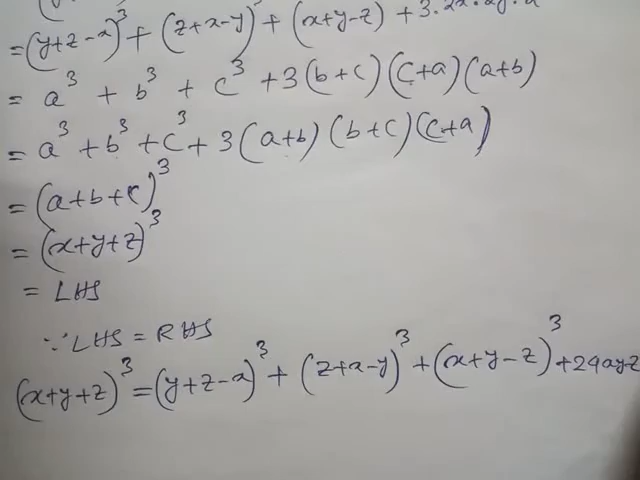 =(y+z-x)³+(z+x-y)³+(x+y-z)³+3.2x.2y.2
= a³ + b³ + c³ +3(b+c)(c+a)(a+b)
= a³+b³+c³+3(a+b)(b+c)(c+a)
=(a+b+c)³
=(x+y+z)³
= LHS
∵LHS = RHS
(x+y+z)³=(y+z-x)³+(z+x-y)³+(x+y-z)³+24xyz